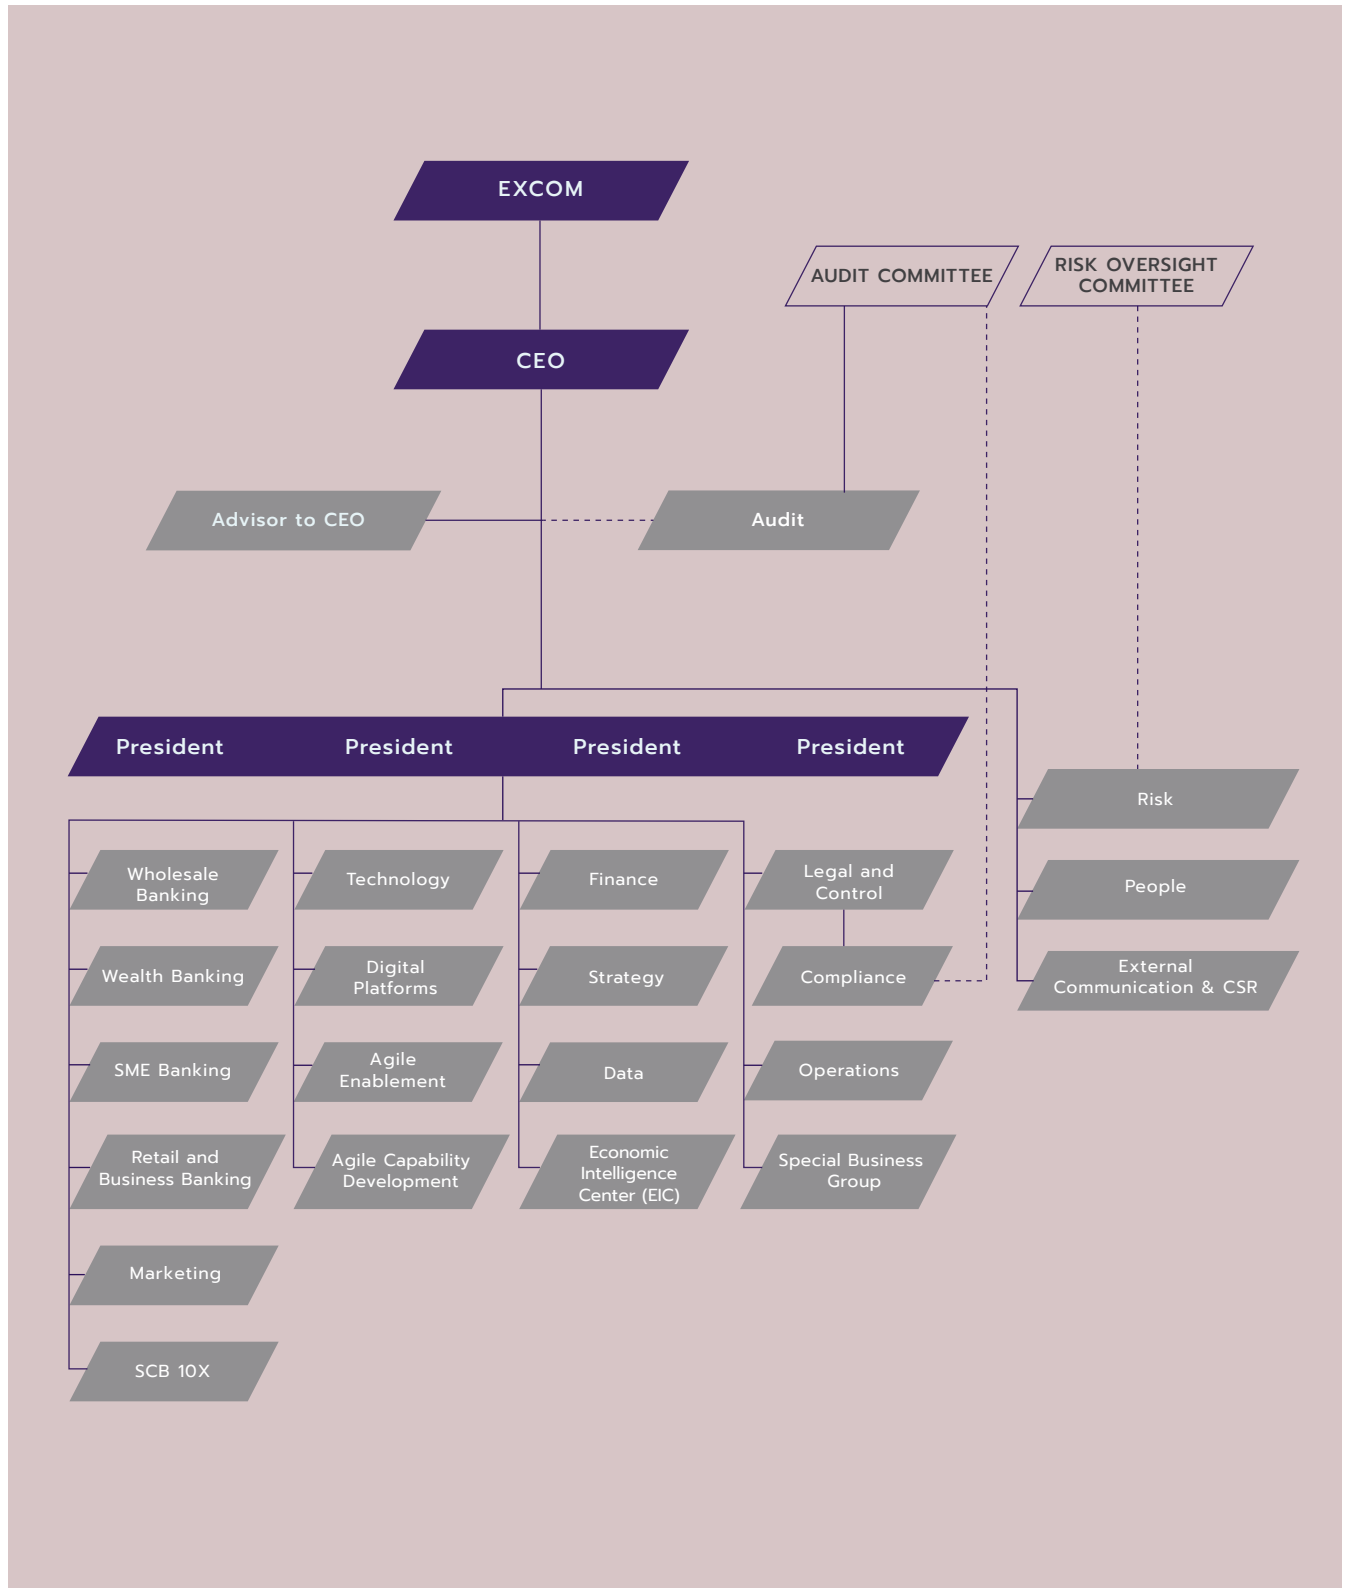 EXCOM
AUDIT COMMITTEE
RISK OVERSIGHT
COMMITTEE
CEO
Advisor to CEO
Audit
President
President
President
President
Wholesale
Banking
Wealth Banking
SME Banking
Retail and
Business Banking
Marketing
SCB 10X
Technology
Digital
Platforms
Agile
Enablement
Agile Capability
Development
Finance
Strategy
Data
Economic
Intelligence
Center (EIC)
Legal and
Control
Compliance
Operations
Special Business
Group
Risk
People
External
Communication & CSR